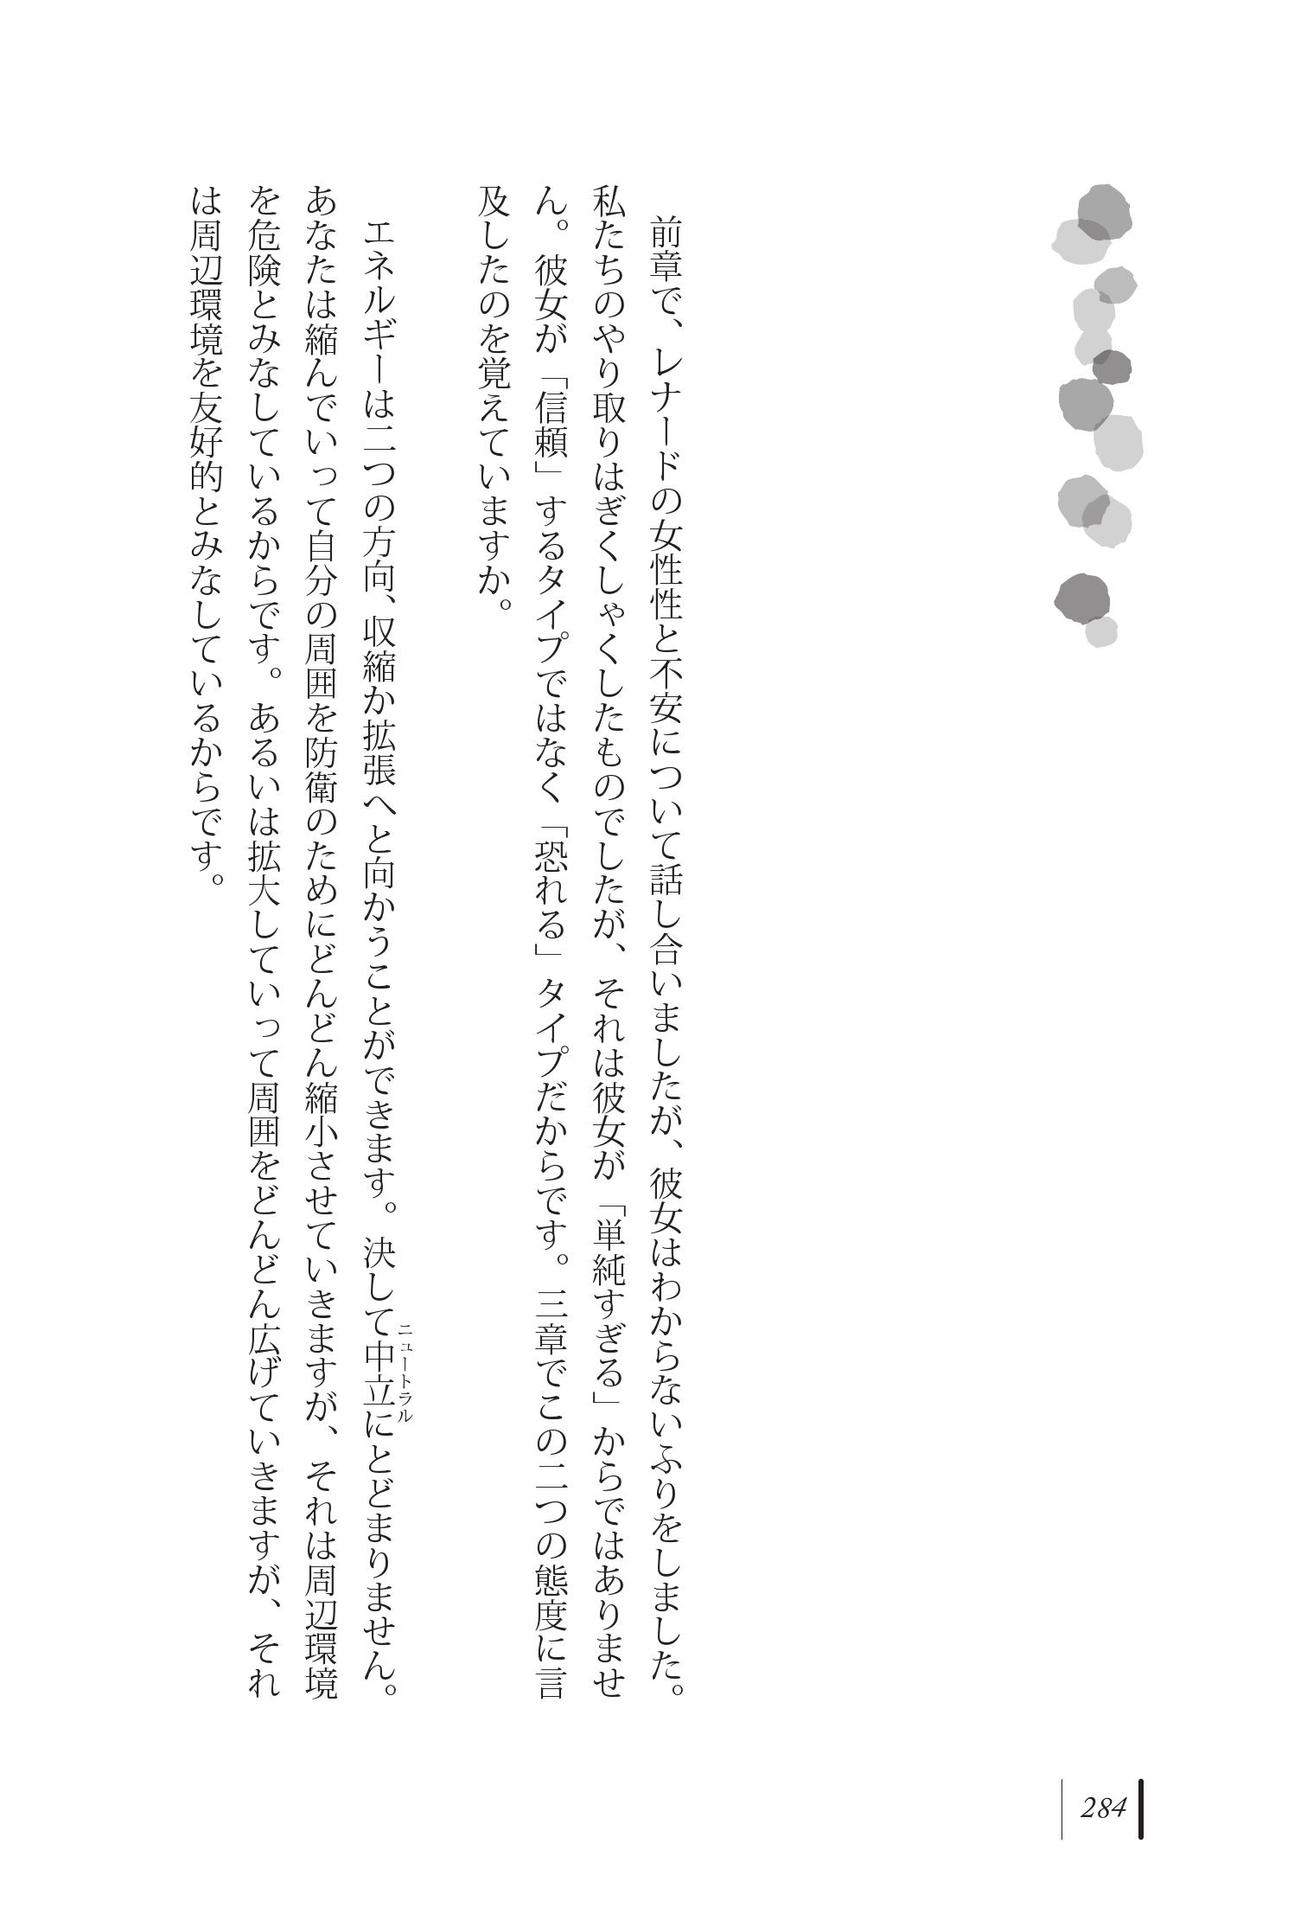 前章で、レナードの女性性と不安について話し合いましたが、彼女はわからないふりをしました。
私たちのやり取りはぎくしゃくしたものでしたが、それは彼女が「単純すぎる」からではありませ
ん。彼女が「信頼」するタイプではなく「恐れる」タイプだからです。三章でこの二つの態度に言
及したのを覚えていますか。
　エネルギーは二つの方向、収縮か拡張へと向かうことができます。決して中立にとどまりません。
ニュートラル
あなたは縮んでいって自分の周囲を防衛のためにどんどん縮小させていきますが、それは周辺環境
を危険とみなしているからです。あるいは拡大していって周囲をどんどん広げていきますが、それ
は周辺環境を友好的とみなしているからです。
284